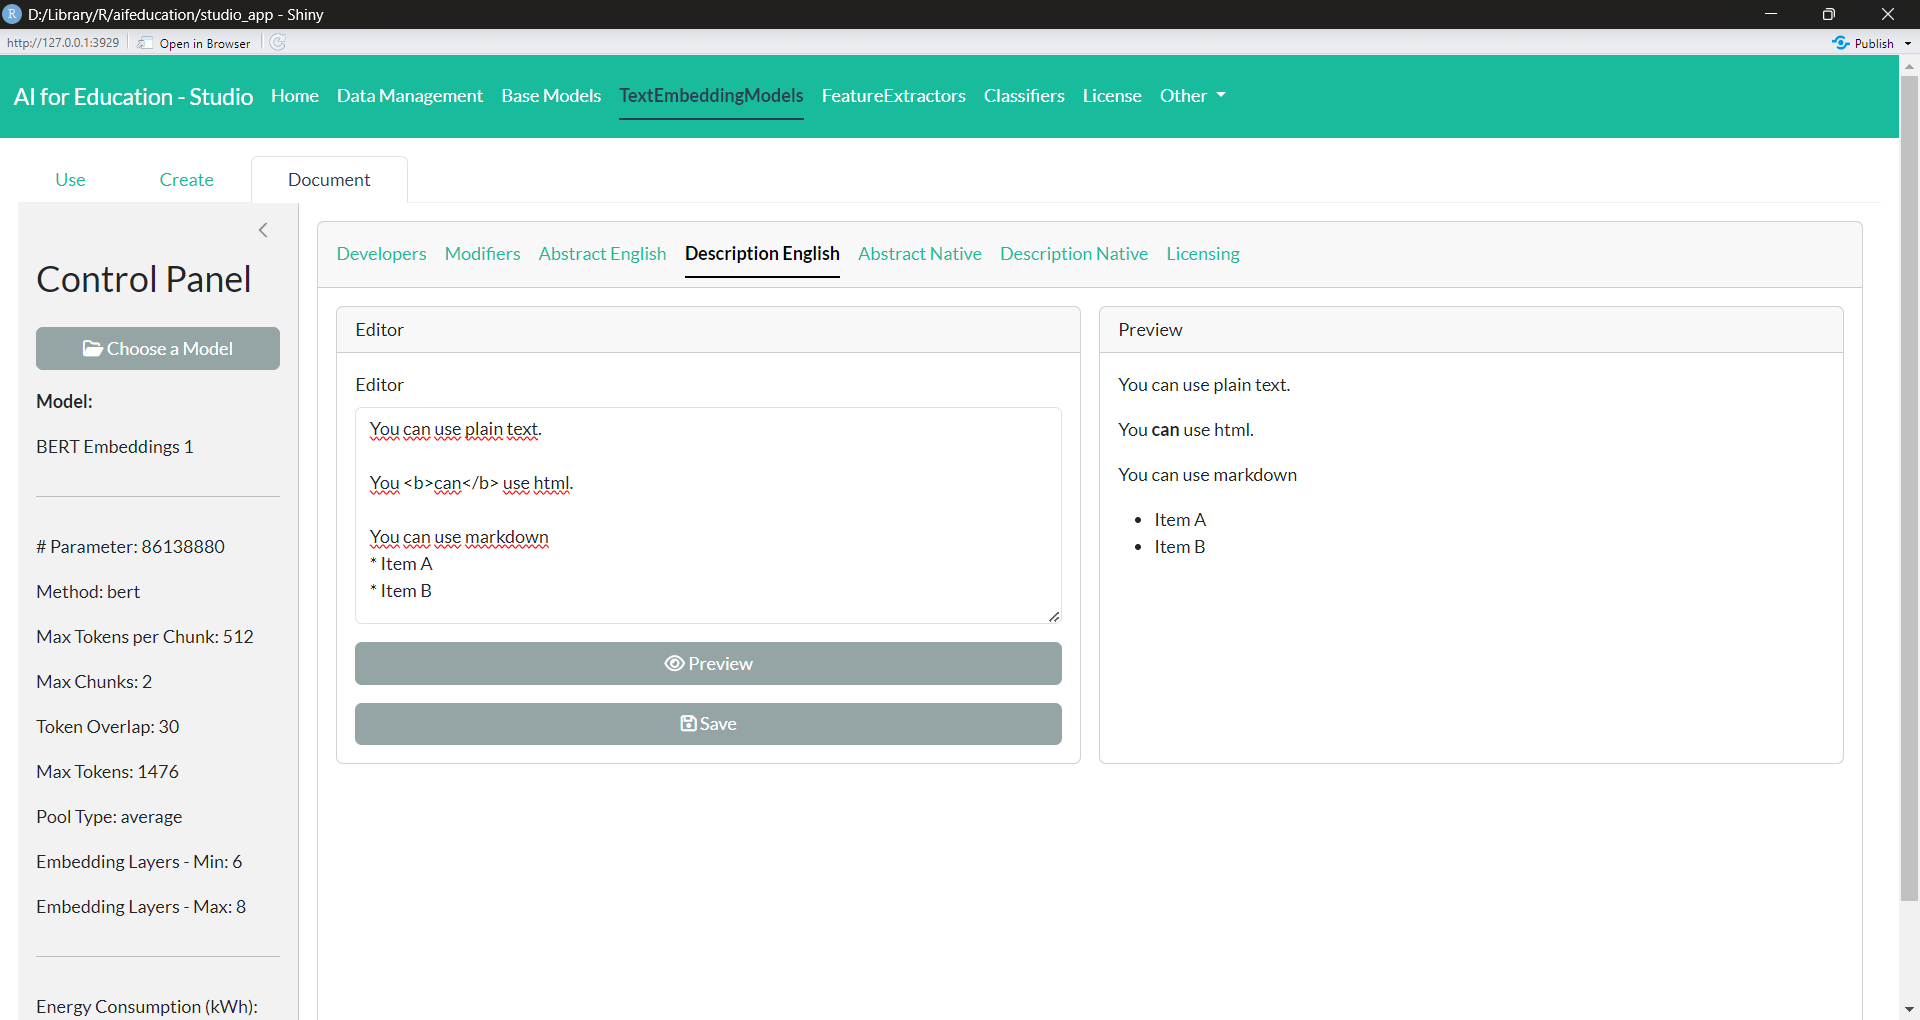 D:/Library/R/aifeducation/studio_app - Shiny
http://127.0.0.1:3929 Open in Browser Publish
AI for Education - Studio Home Data Management Base Models TextEmbeddingModels FeatureExtractors Classifiers License Other
Use Create Document
Control Panel
Choose a Model
Model:
BERT Embeddings 1
# Parameter: 86138880
Method: bert
Max Tokens per Chunk: 512
Max Chunks: 2
Token Overlap: 30
Max Tokens: 1476
Pool Type: average
Embedding Layers - Min: 6
Embedding Layers - Max: 8
Energy Consumption (kWh):
Developers Modifiers Abstract English Description English Abstract Native Description Native Licensing
Editor
Editor
You can use plain text.
You <b>can</b> use html.
You can use markdown
* Item A
* Item B
Preview
Save
Preview
You can use plain text.
You can use html.
You can use markdown
• Item A
• Item B